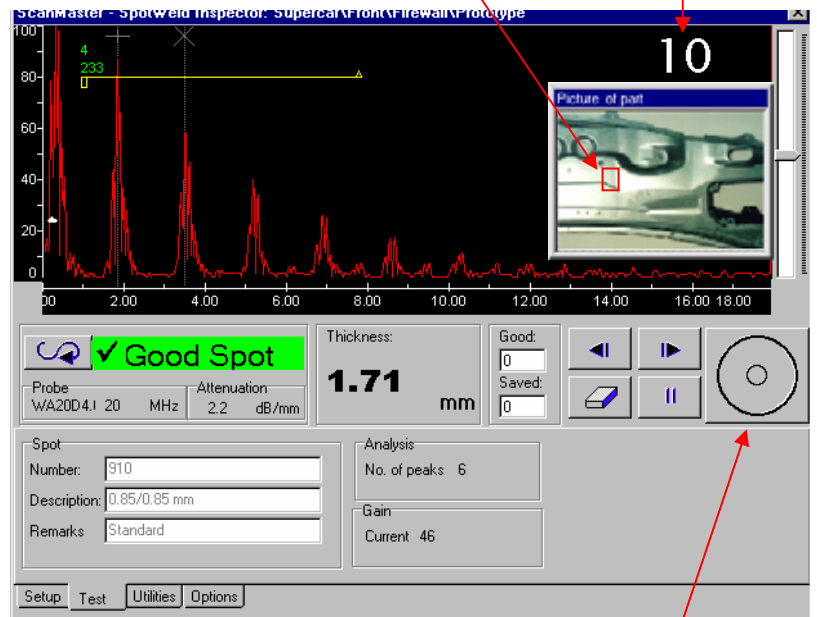 ScanMaster - SpotWeld Inspector: Supercar\Front\Firewall\Prototype
100
4
233
10
80
Picture of part
60
40
20
0
00 2.00 4.00 6.00 8.00 10.00 12.00 14.00 16.00 18.00
Good Spot
Probe
WA20D4.I 20 MHz
Attenuation
2.2 dB/mm
Thickness:
1.71
mm
Good:
0
Saved:
0
Spot
Number: 910
Description: 0.85/0.85 mm
Remarks Standard
Analysis
No. of peaks 6
Gain
Current 46
Setup Test Utilities Options